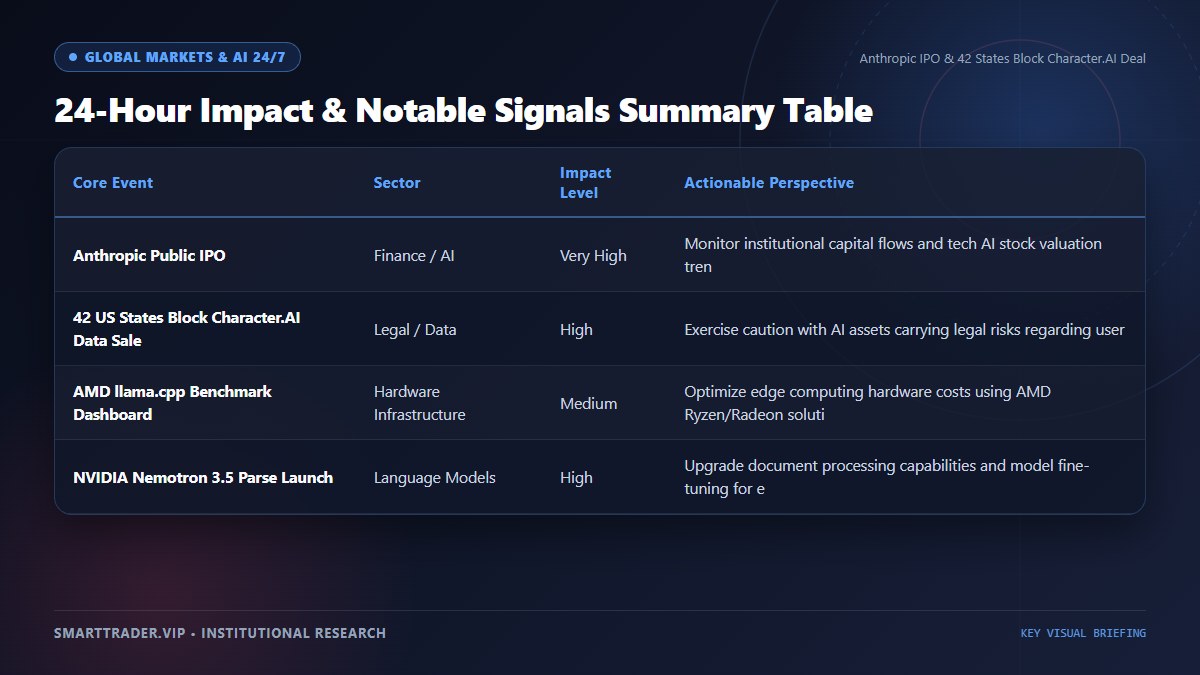 GLOBAL MARKETS & AI 24/7
Anthropic IPO & 42 States Block Character.AI Deal
24-Hour Impact & Notable Signals Summary Table
Core Event
Sector
Impact
Level
Actionable Perspective
Anthropic Public IPO
Finance / AI
Very High
Monitor institutional capital flows and tech AI stock valuation
tren
42 US States Block Character.AI
Data Sale
Legal / Data
High
Exercise caution with AI assets carrying legal risks regarding user
AMD llama.cpp Benchmark
Dashboard
Hardware
Infrastructure
Medium
Optimize edge computing hardware costs using AMD
Ryzen/Radeon soluti
NVIDIA Nemotron 3.5 Parse Launch
Language Models
High
Upgrade document processing capabilities and model fine-
tuning for e
SMARTTRADER.VIP • INSTITUTIONAL RESEARCH
KEY VISUAL BRIEFING